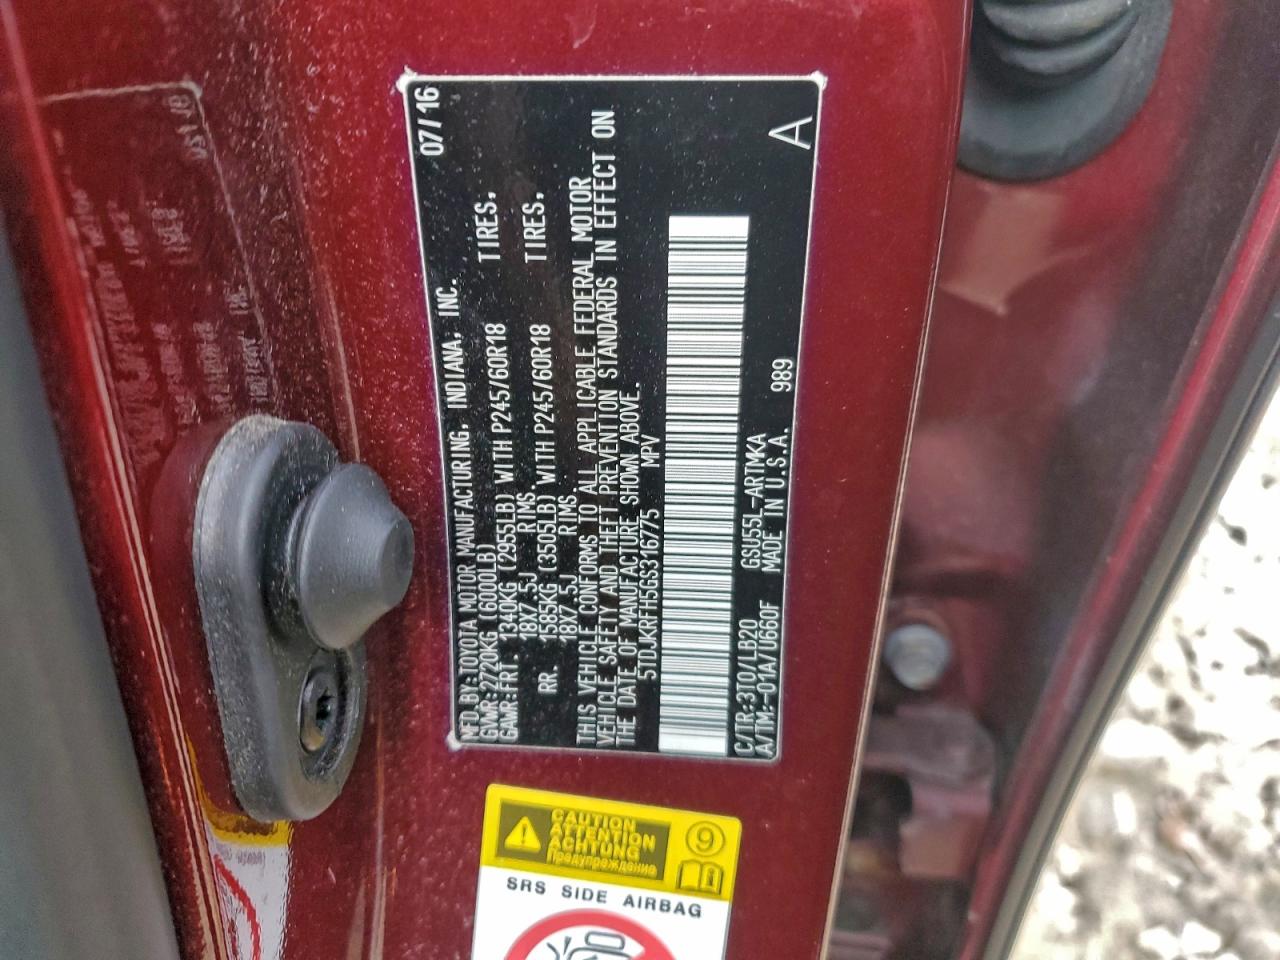 07/16
MFD.BY:TOYOTA MOTOR MANUFACTURING, INDIANA, INC.
GVWR:2720KG (6000LB)
GAWR:FRT. 1340KG (2955LB) WITH P245/60R18 TIRES,
18X7.5J RIMS
RR. 1585KG (3505LB) WITH P245/60R18 TIRES,
18X7.5J RIMS
THIS VEHICLE CONFORMS TO ALL APPLICABLE FEDERAL MOTOR
VEHICLE SAFETY AND THEFT PREVENTION STANDARDS IN EFFECT ON
THE DATE OF MANUFACTURE SHOWN ABOVE.
5TDJKRFH5GS316775 MPV
C/TR:3T0/LB20 GSU55L-ARTMKA
A/TM:-01A/U660F MADE IN U.S.A. 989
A
CAUTION
ATTENTION
ACHTUNG
Предупреждение
9
SRS SIDE AIRBAG